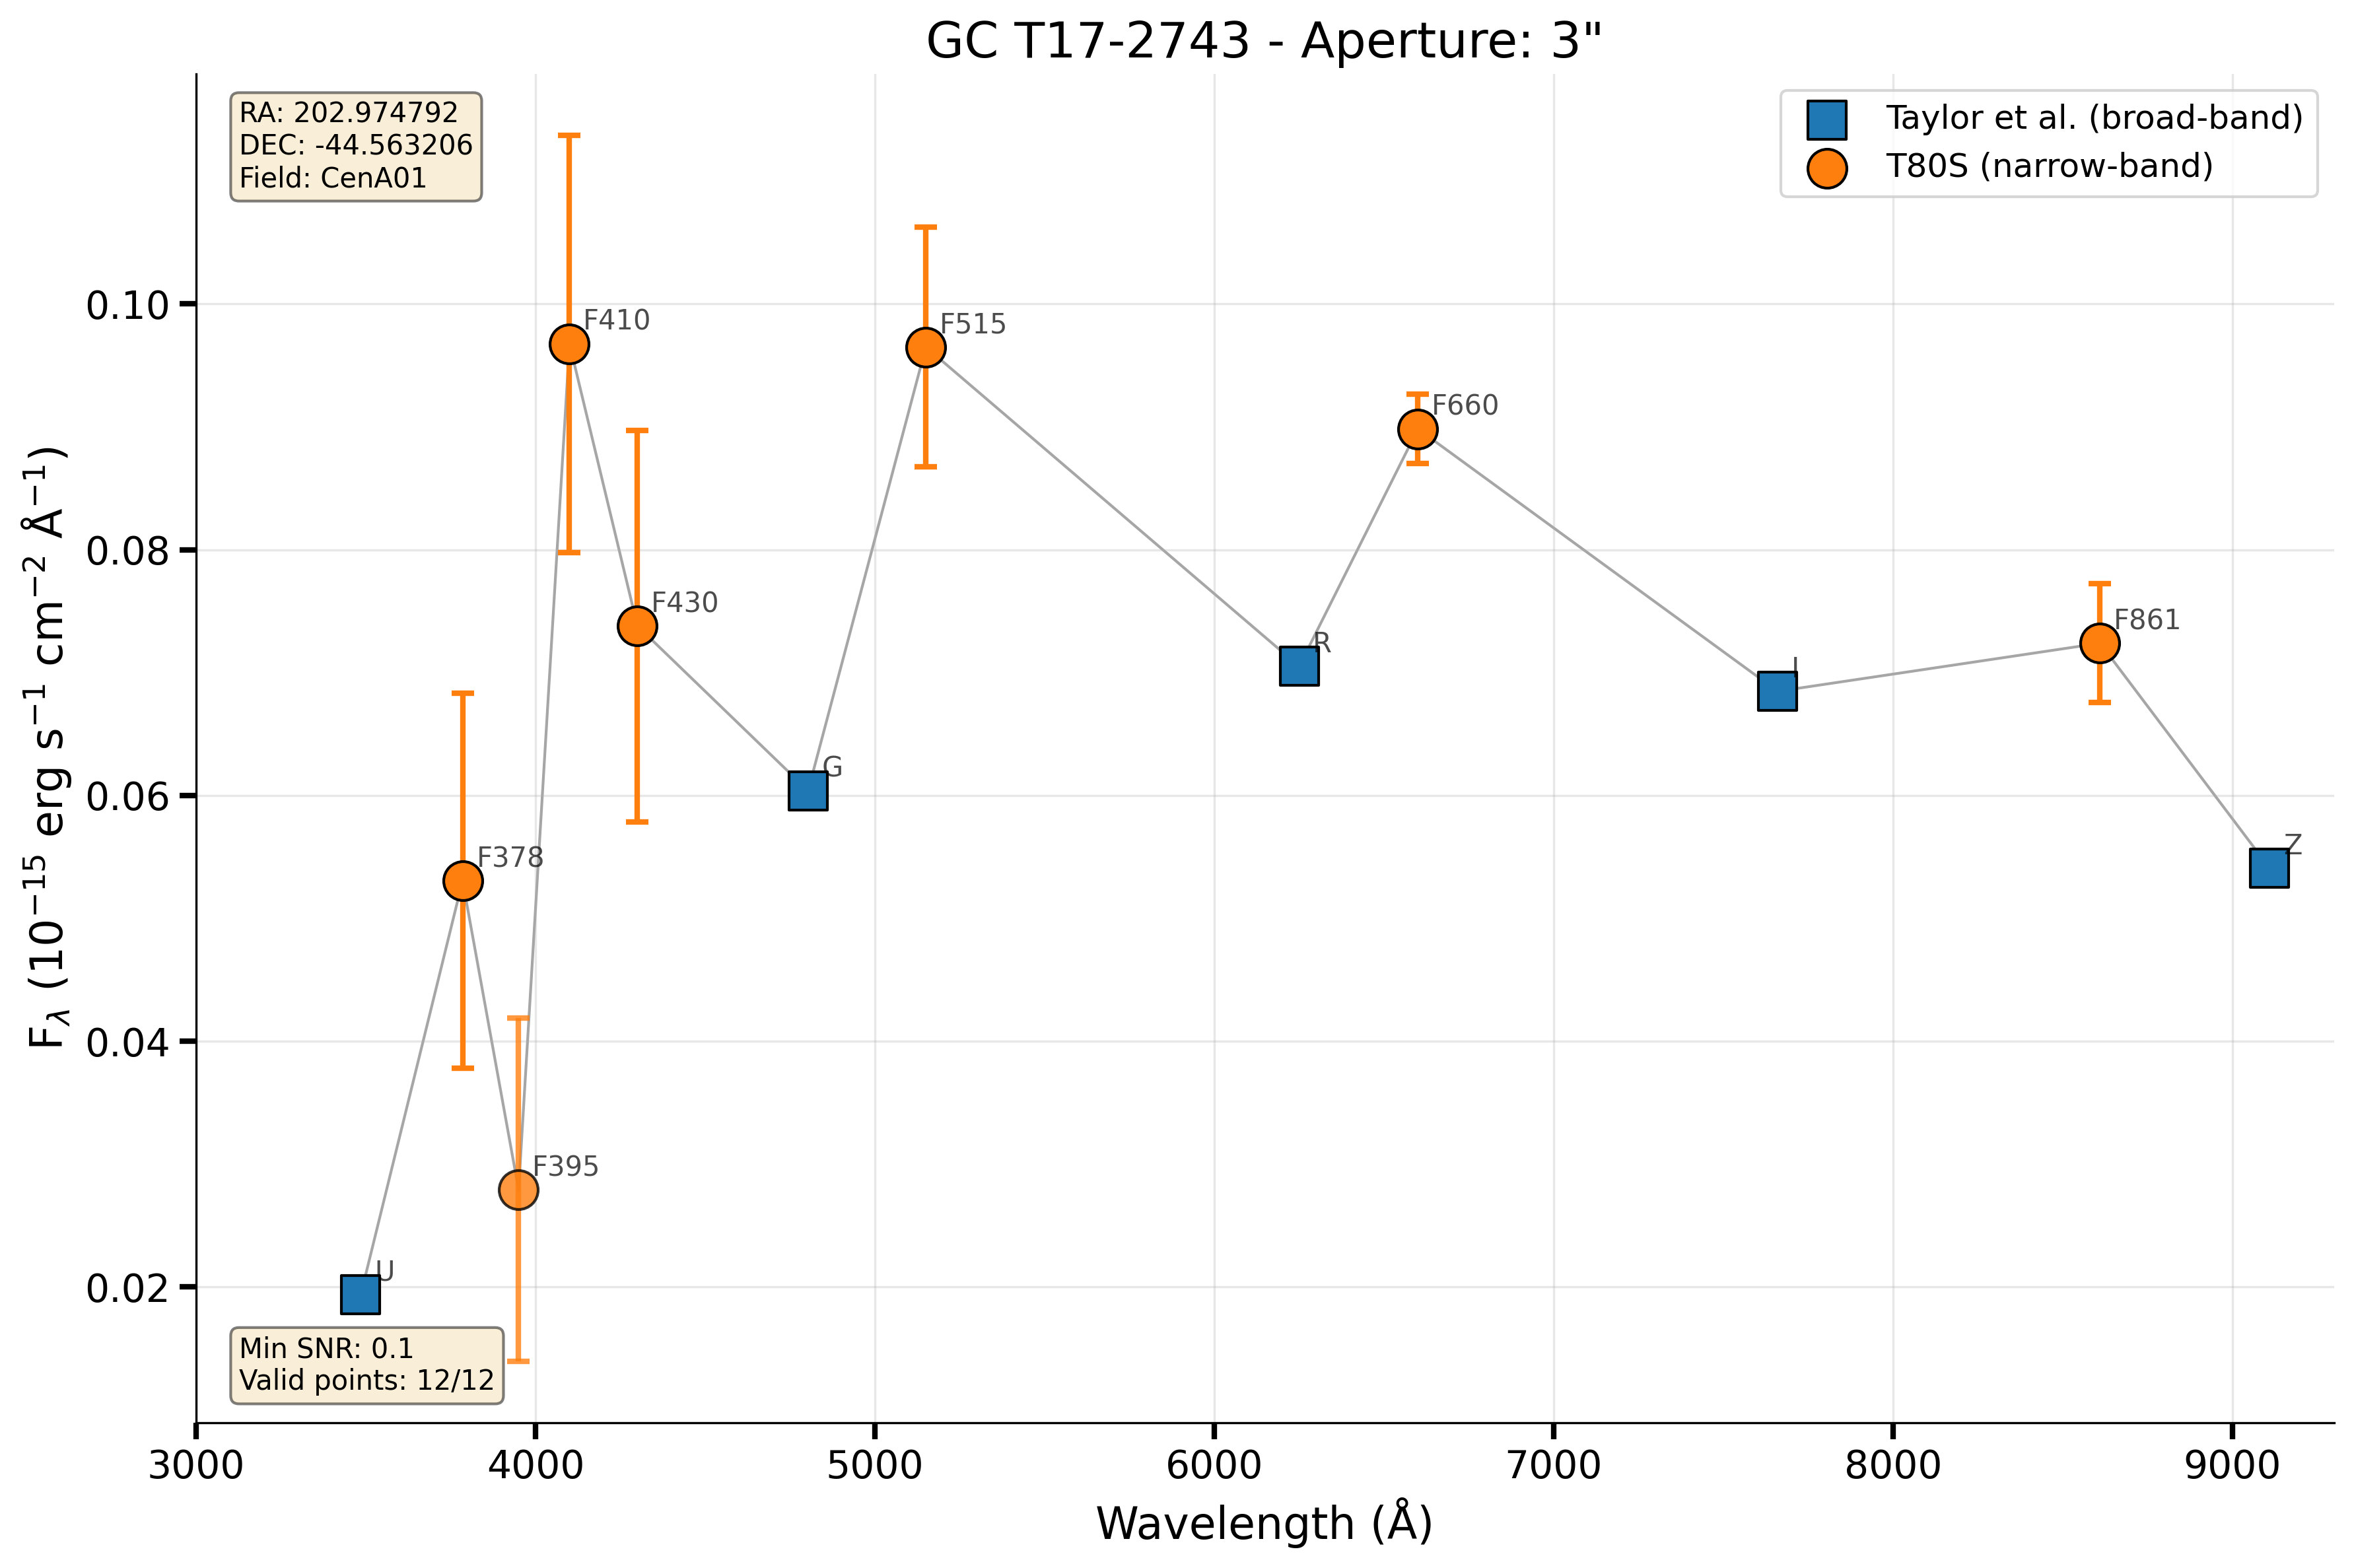 GC T17-2743 - Aperture: 3"
RA: 202.974792
DEC: -44.563206
Field: CenA01
Taylor et al. (broad-band)
T80S (narrow-band)
F410
F515
F660
F430
F861
R
I
G
Z
F378
F395
U
Min SNR: 0.1
Valid points: 12/12
0.10
0.08
0.06
0.04
0.02
F_λ (10⁻¹⁵ erg s⁻¹ cm⁻² Å⁻¹)
3000 4000 5000 6000 7000 8000 9000
Wavelength (Å)